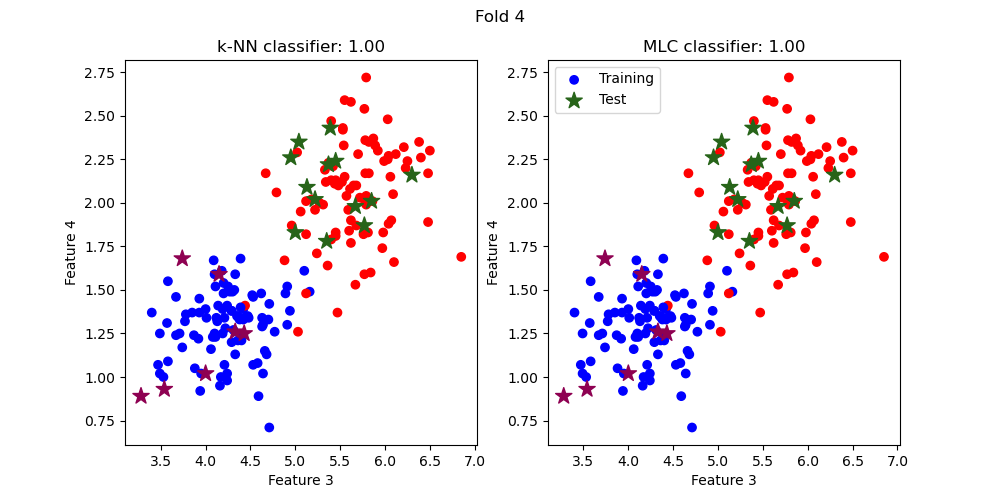 Fold 4
k-NN classifier: 1.00
MLC classifier: 1.00
2.75
2.50
2.25
2.00
1.75
1.50
1.25
1.00
0.75
Feature 4
3.5 4.0 4.5 5.0 5.5 6.0 6.5 7.0
Feature 3
Training
Test
2.75
2.50
2.25
2.00
1.75
1.50
1.25
1.00
0.75
Feature 4
3.5 4.0 4.5 5.0 5.5 6.0 6.5 7.0
Feature 3